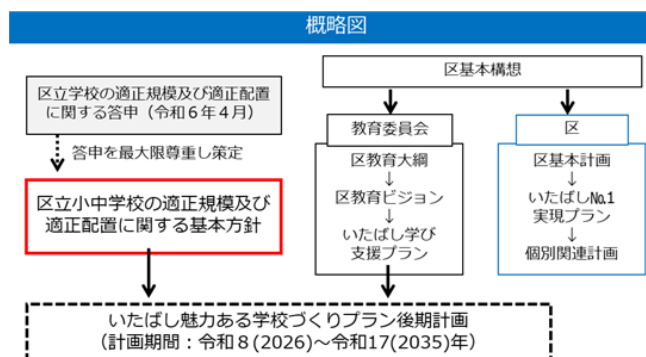 概略図
区立学校の適正規模及び適正配置
に関する答申（令和６年４月）
答申を最大限尊重し策定
区立小中学校の適正規模及び
適正配置に関する基本方針
区基本構想
教育委員会
区教育大綱
↓
区教育ビジョン
↓
いたばし学び
支援プラン
区
区基本計画
↓
いたばし№1
実現プラン
↓
個別関連計画
いたばし魅力ある学校づくりプラン後期計画
（計画期間：令和８(2026)～令和17(2035)年）